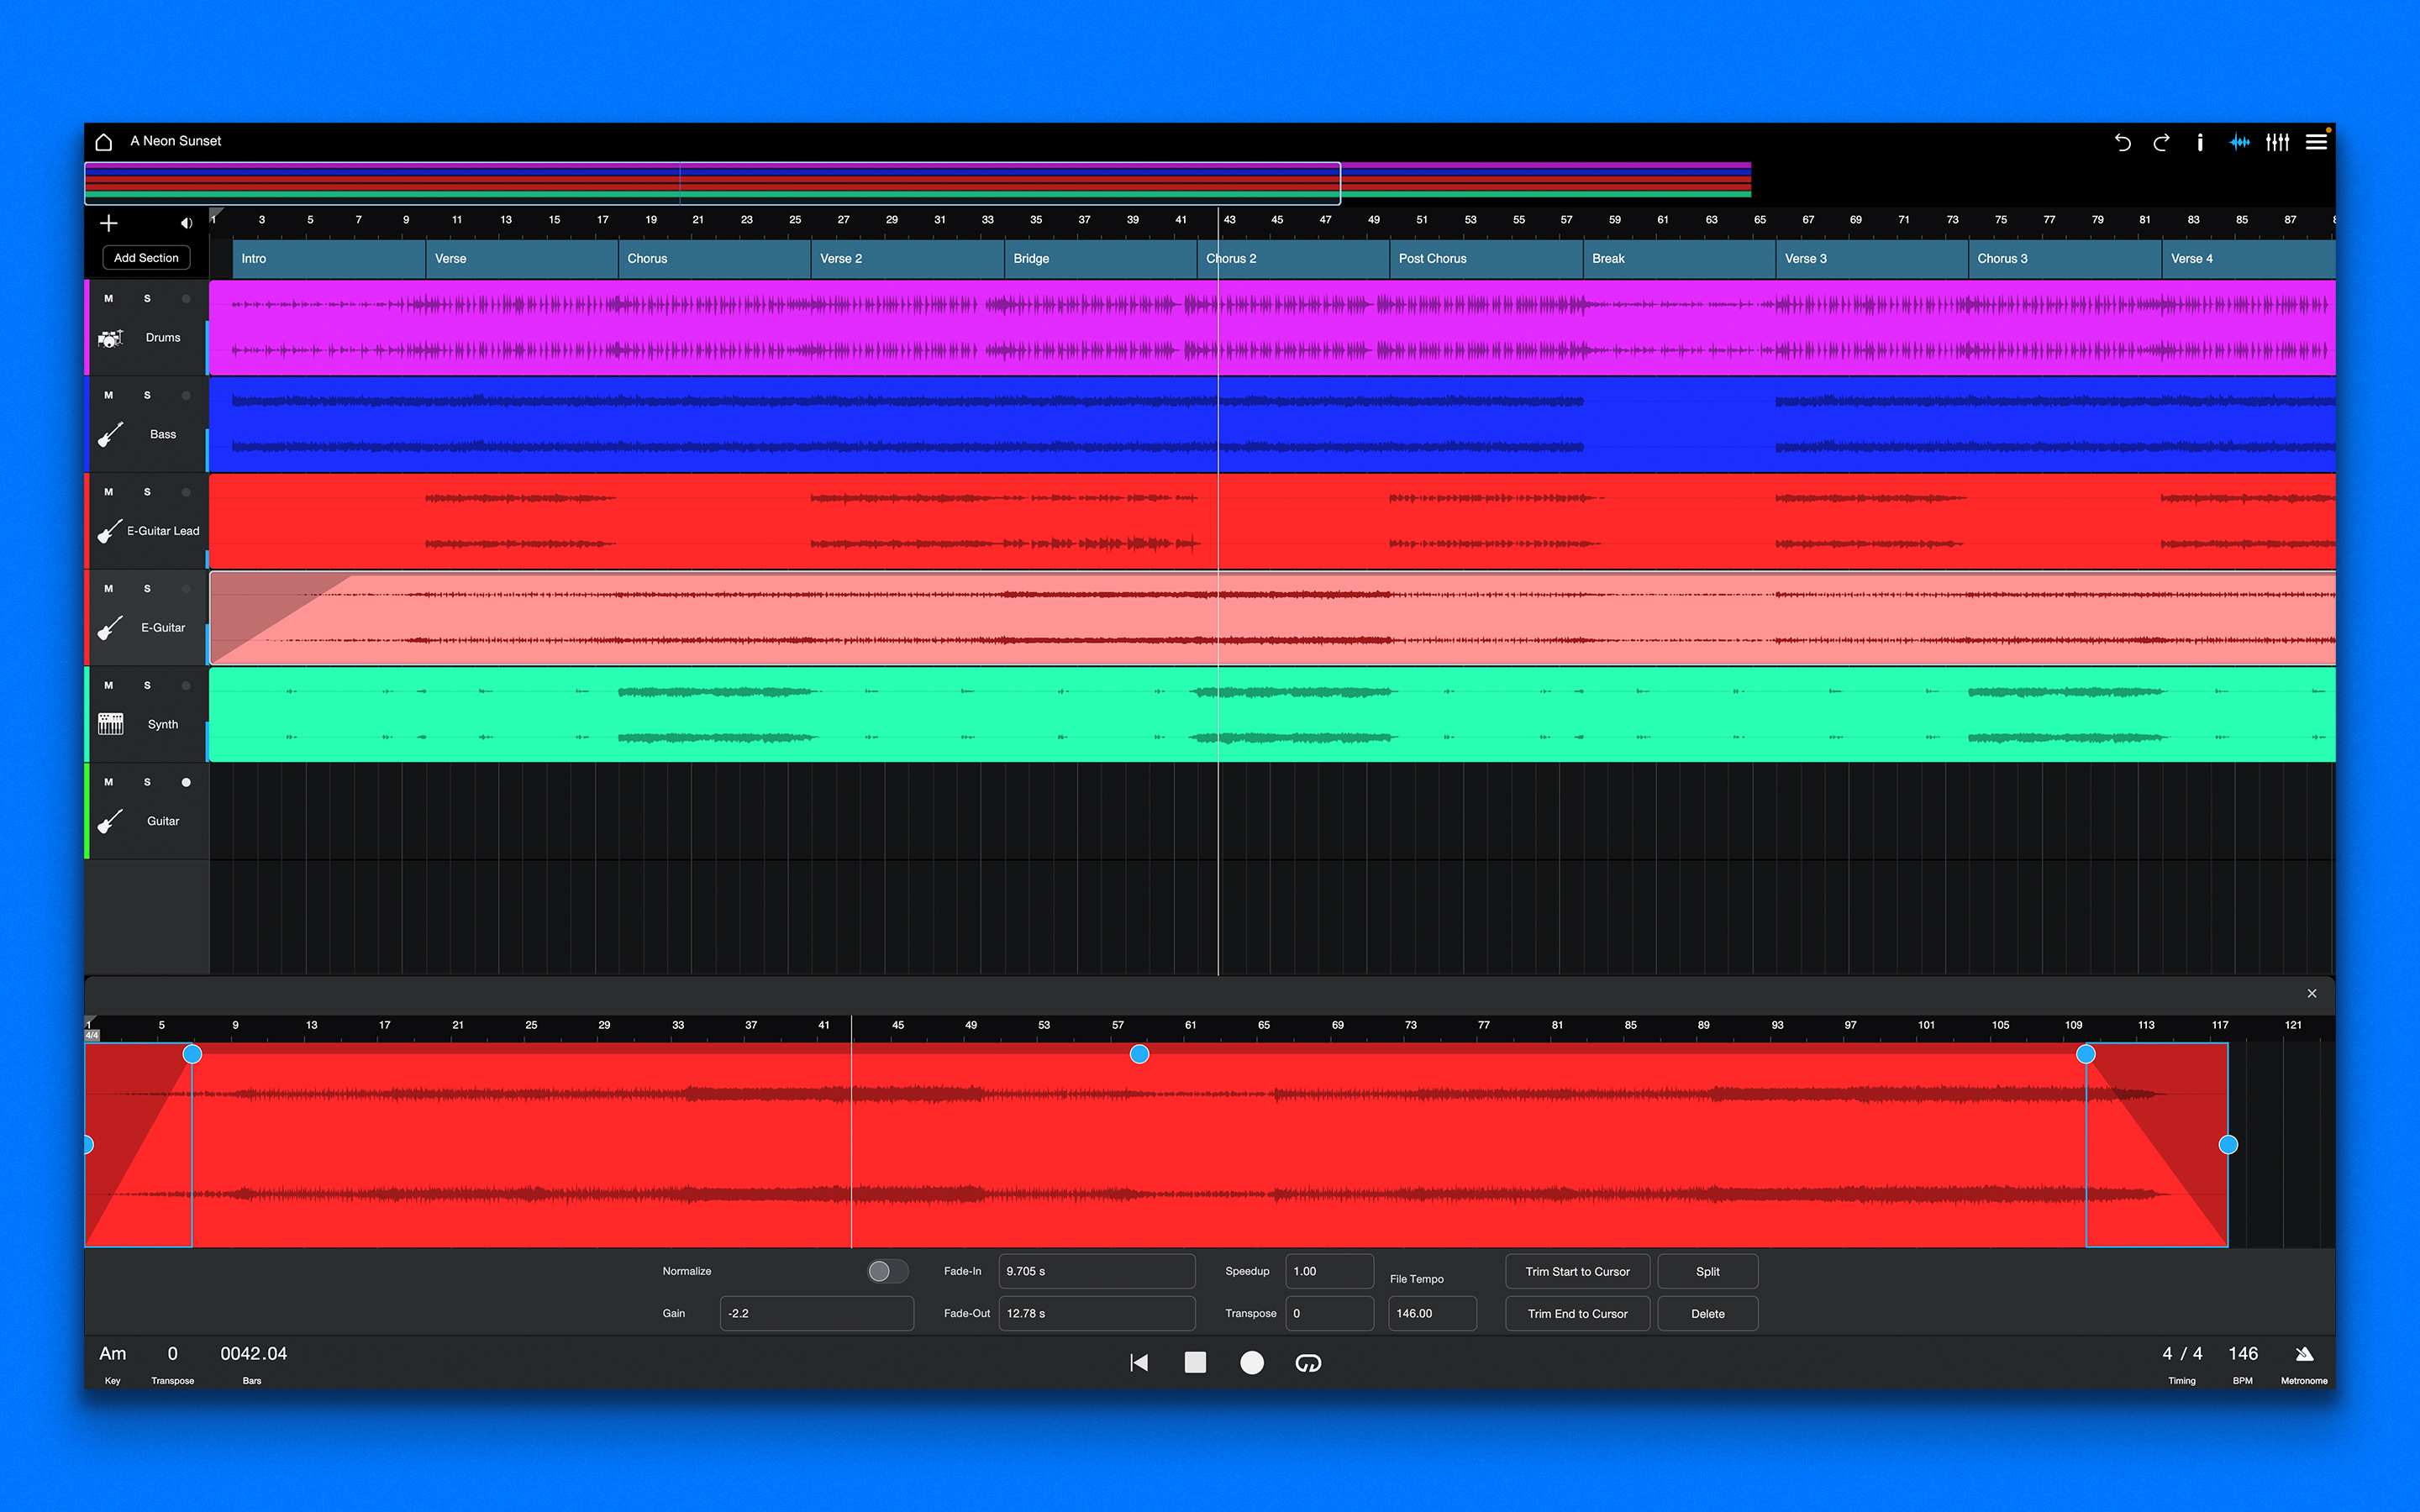 A Neon Sunset
1 3 5 7 9 11 13 15 17 19 21 23 25 27 29 31 33 35 37 39 41 43 45 47 49 51 53 55 57 59 61 63 65 67 69 71 73 75 77 79 81 83 85 87
Add Section
Intro Verse Chorus Verse 2 Bridge Chorus 2 Post Chorus Break Verse 3 Chorus 3 Verse 4
M S
Drums
M S
Bass
M S
E-Guitar Lead
M S
E-Guitar
M S
Synth
M S
Guitar
1 5 9 13 17 21 25 29 33 37 41 45 49 53 57 61 65 69 73 77 81 85 89 93 97 101 105 109 113 117 121
4/4
Normalize Fade-In 9.705 s Speedup 1.00 File Tempo Trim Start to Cursor Split
Gain -2.2 Fade-Out 12.78 s Transpose 0 146.00 Trim End to Cursor Delete
Am 0 0042.04 4 / 4 146
Key Transpose Bars Timing BPM Metronome